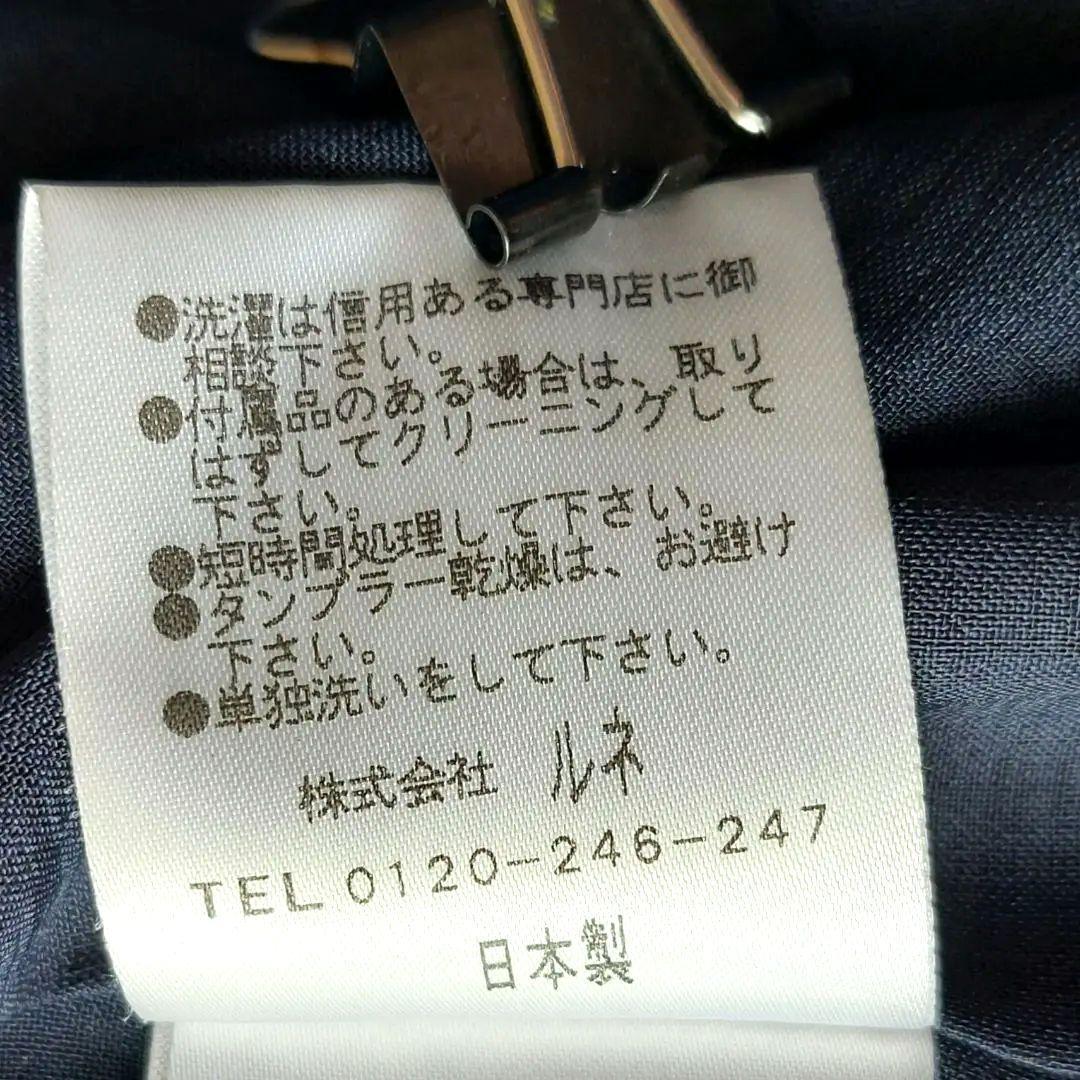 ●洗濯は信用ある専門店に御
相談下さい。
●付属品のある場合は、取り
はずしてクリーニングして
下さい。
●短時間処理して下さい。
●タンブラー乾燥は、お避け
下さい。
●単独洗いをして下さい。
株式会社 ルネ
TEL 0120-246-247
日本製